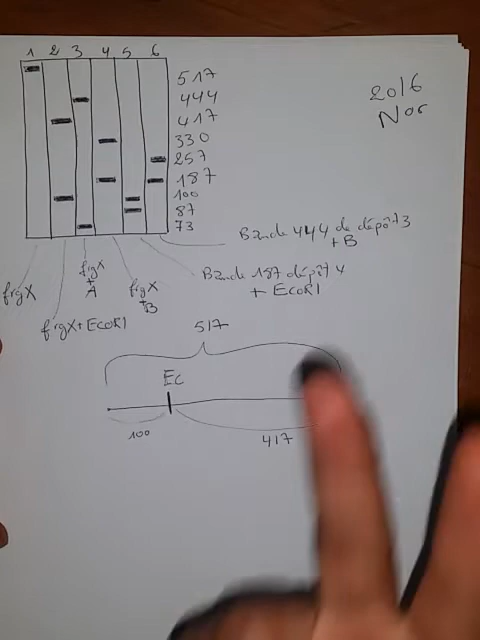 1 2 3 4 5 6
517
444
417
330
257
187
100
87
73
2016
Nor
Bande 444 de dépôt 3
+ B
Bande 187 dépôt 4
+ EcoR1
frgX
frgX + EcoR1
frgX
+
A
frgX
+
B
517
Ec
100
417